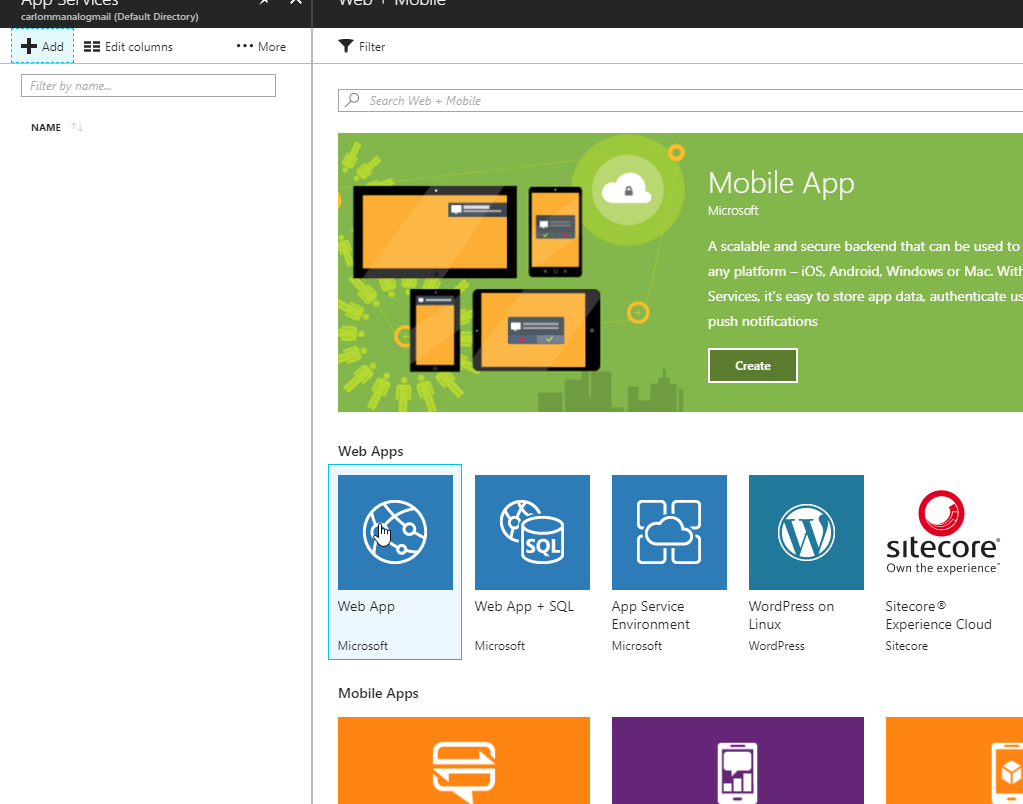 App Services
carlommanalogmail (Default Directory)
Web + Mobile
Add
Edit columns
More
Filter
Filter by name...
Search Web + Mobile
NAME
Mobile App
Microsoft
A scalable and secure backend that can be used to
any platform – iOS, Android, Windows or Mac. With
Services, it's easy to store app data, authenticate us
push notifications
Create
Web Apps
SQL
sitecore
Own the experience™
Web App
Microsoft
Web App + SQL
Microsoft
App Service
Environment
Microsoft
WordPress on
Linux
WordPress
Sitecore®
Experience Cloud
Sitecore
Mobile Apps